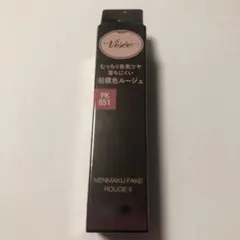 Visée
むっちり色気ツヤ
落ちにくい
粘膜色ルージュ
PK
851
NENMAKU FAKE
ROUGE II